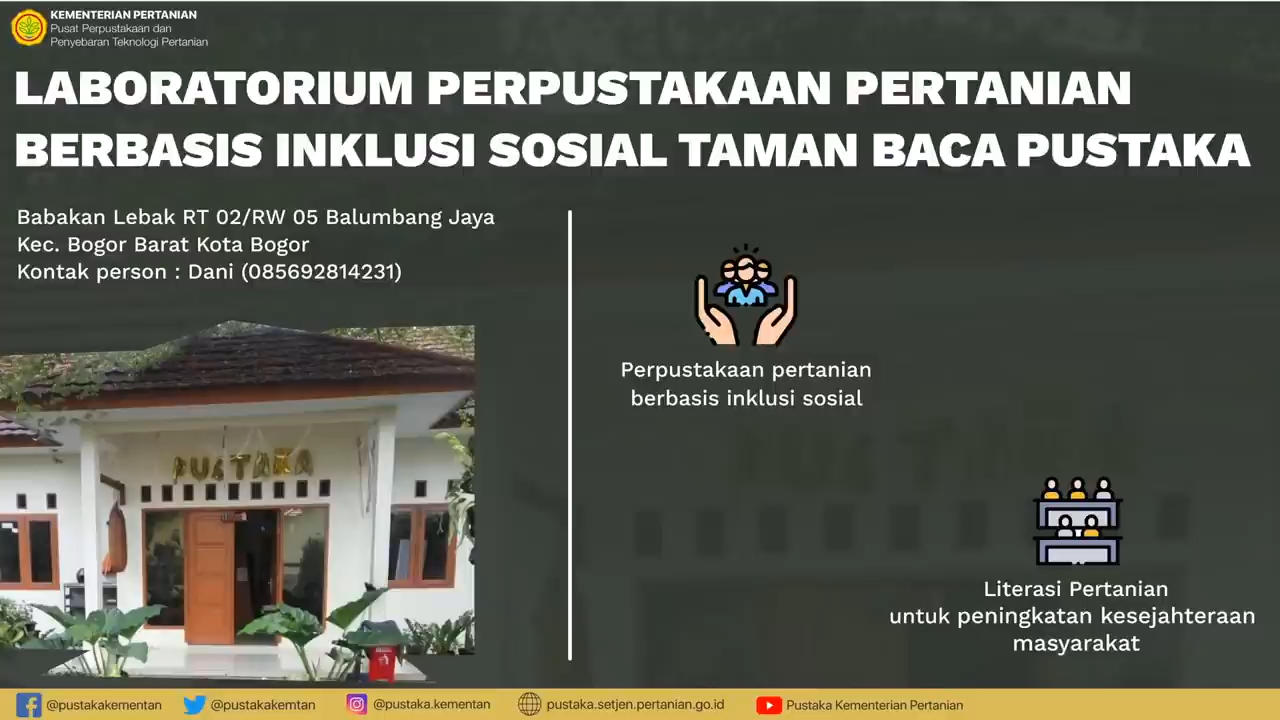 KEMENTERIAN PERTANIAN
Pusat Perpustakaan dan
Penyebaran Teknologi Pertanian
LABORATORIUM PERPUSTAKAAN PERTANIAN
BERBASIS INKLUSI SOSIAL TAMAN BACA PUSTAKA
Babakan Lebak RT 02/RW 05 Balumbang Jaya
Kec. Bogor Barat Kota Bogor
Kontak person : Dani (085692814231)
PUSTAKA
Perpustakaan pertanian
berbasis inklusi sosial
Literasi Pertanian
untuk peningkatan kesejahteraan
masyarakat
@pustakakementan
@pustakakemtan
@pustaka.kementan
pustaka.setjen.pertanian.go.id
Pustaka Kementerian Pertanian